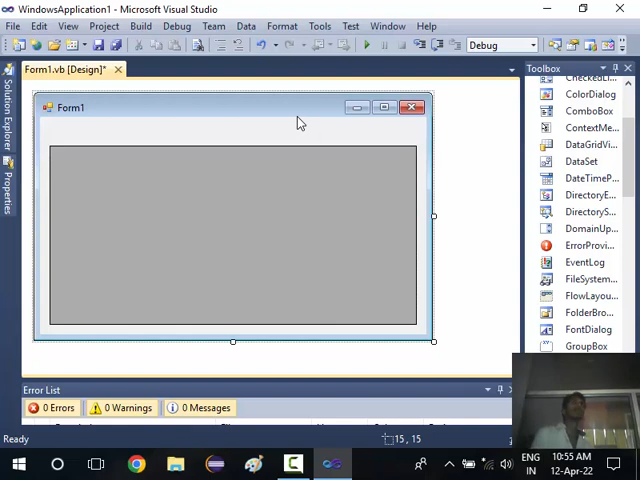 WindowsApplication1 - Microsoft Visual Studio
File Edit View Project Build Debug Team Data Format Tools Test Window Help
Debug
Form1.vb [Design]*
Toolbox
Solution Explorer
Properties
Form1
CheckedLi...
ColorDialog
ComboBox
ContextMe...
DataGridVi...
DataSet
DateTimeP...
DirectoryE...
DirectoryS...
DomainUp...
ErrorProvi...
EventLog
FileSystem...
FlowLayou...
FolderBro...
FontDialog
GroupBox
Error List
0 Errors 0 Warnings 0 Messages
Ready 15 , 15
ENG
IN
10:55 AM
12-Apr-22